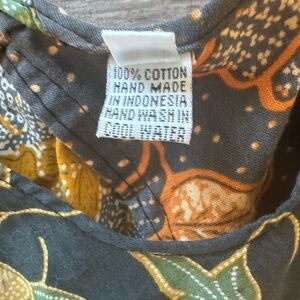 100% COTTON
HAND MADE
IN INDONESIA
HAND WASH IN
COOL WATER